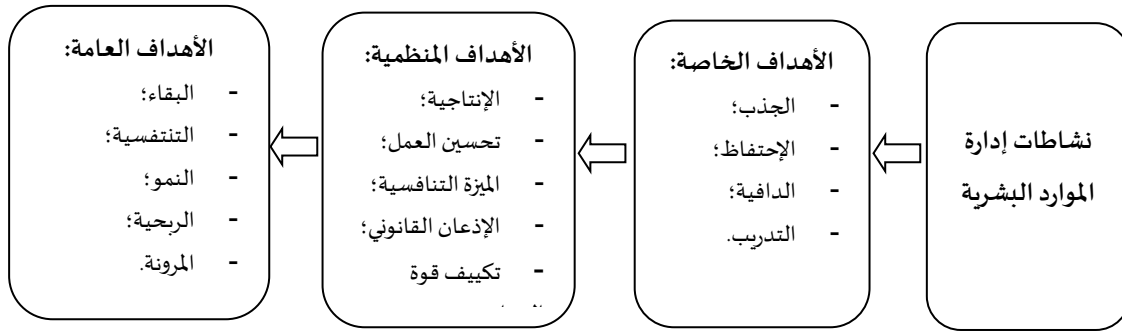 نشاطات إدارة
الموارد البشرية
الأهداف الخاصة:
- الجذب؛
- الإحتفاظ؛
- الدافية؛
- التدريب.
الأهداف المنظمية:
- الإنتاجية؛
- تحسين العمل؛
- الميزة التنافسية؛
- الإذعان القانوني؛
- تكييف قوة
الأهداف العامة:
- البقاء؛
- التنتفسية؛
- النمو؛
- الربحية؛
- المرونة.